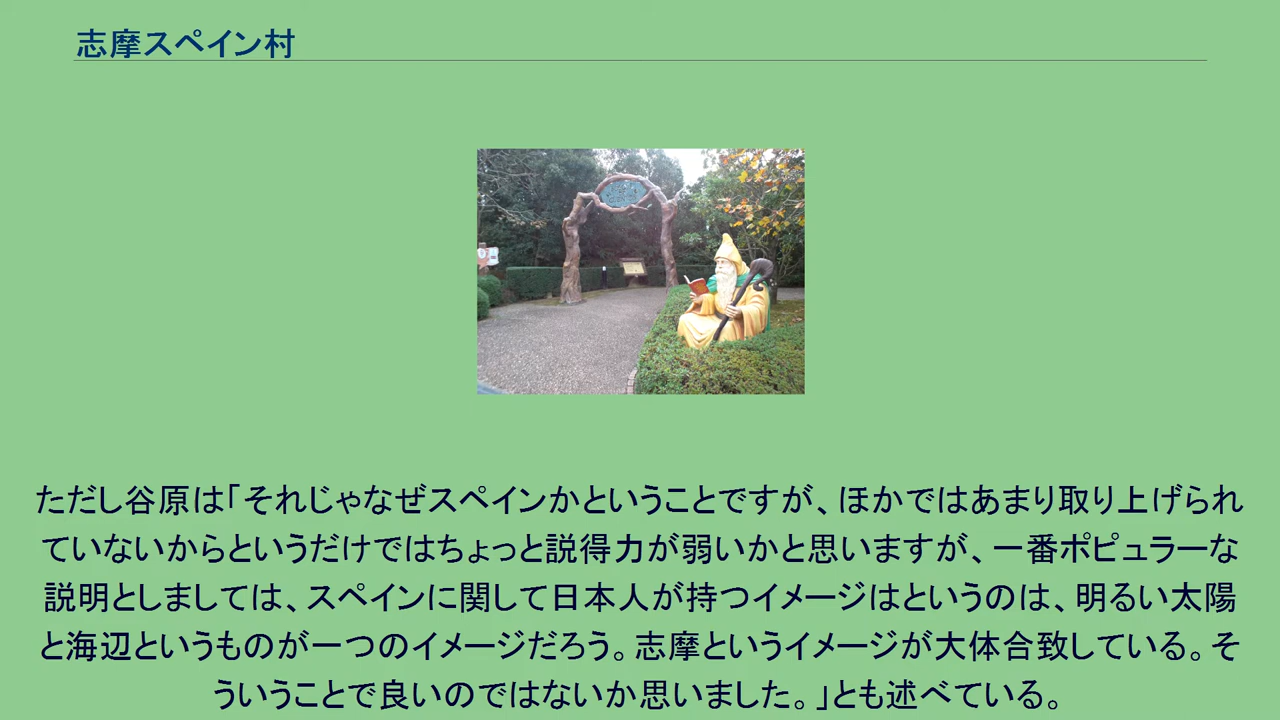 志摩スペイン村
ただし谷原は「それじゃなぜスペインかということですが、ほかではあまり取り上げられ
ていないからというだけではちょっと説得力が弱いかと思いますが、一番ポピュラーな
説明としましては、スペインに関して日本人が持つイメージはというのは、明るい太陽
と海辺というものが一つのイメージだろう。志摩というイメージが大体合致している。そ
ういうことで良いのではないか思いました。」とも述べている。